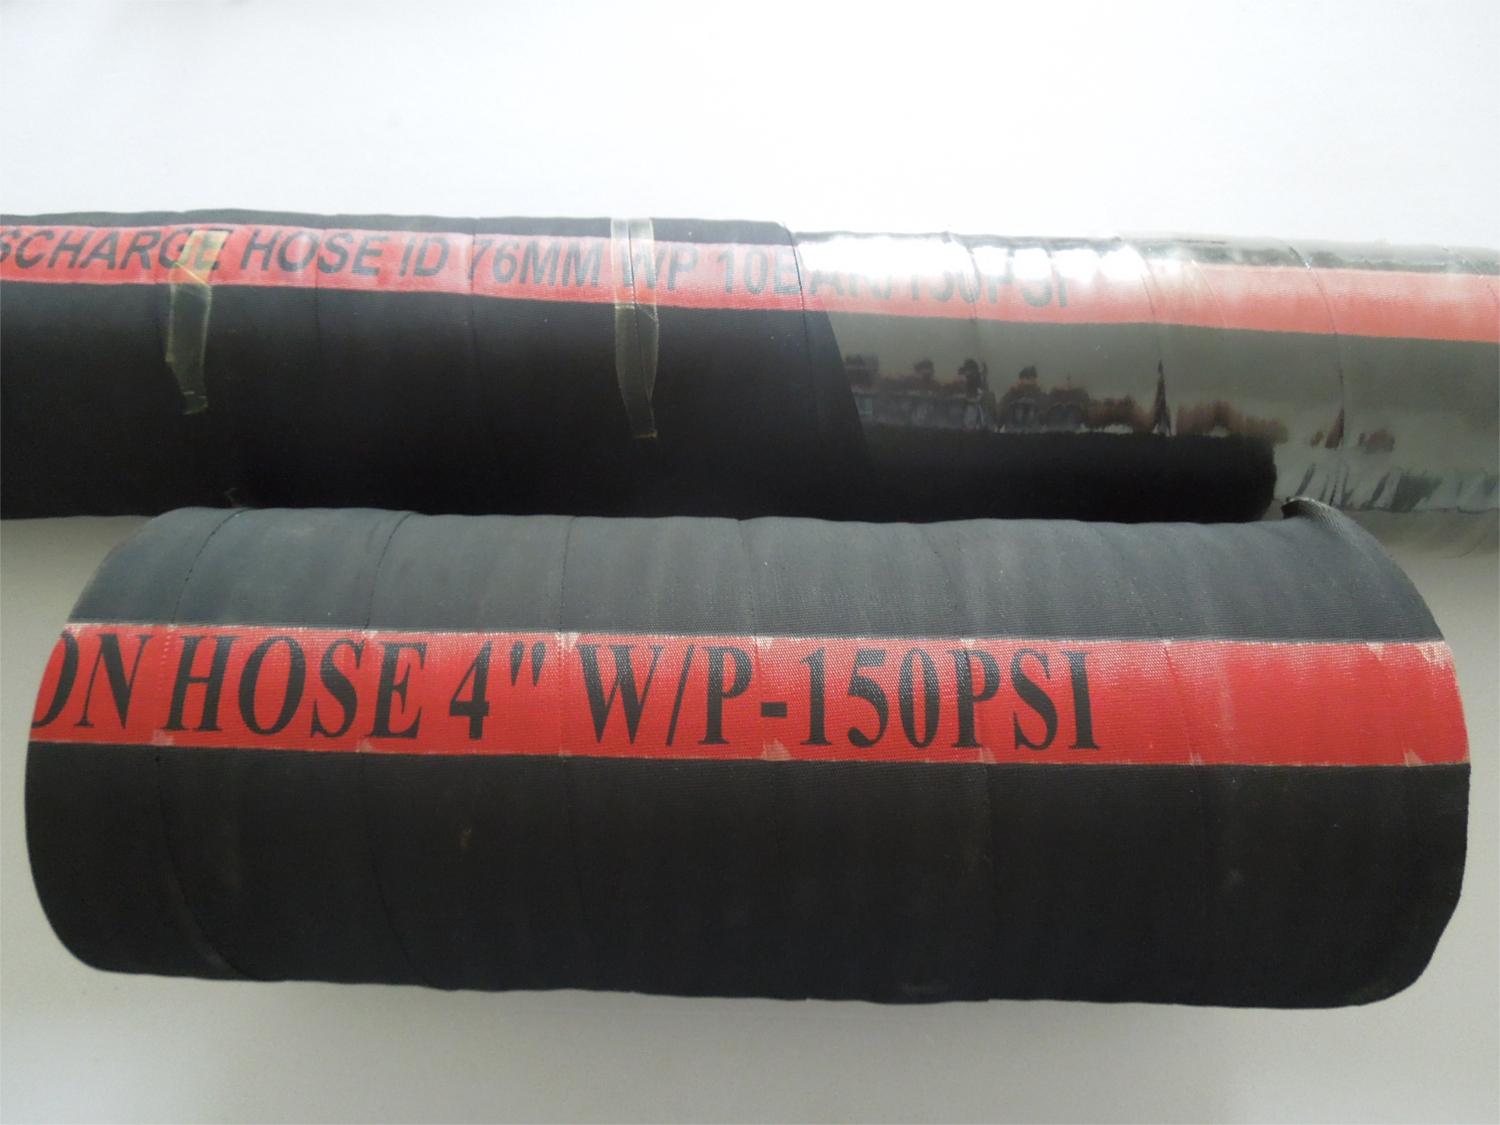 SCHARGE HOSE ID 76MM WP 10BAR/150PSI
ON HOSE 4" W/P-150PSI